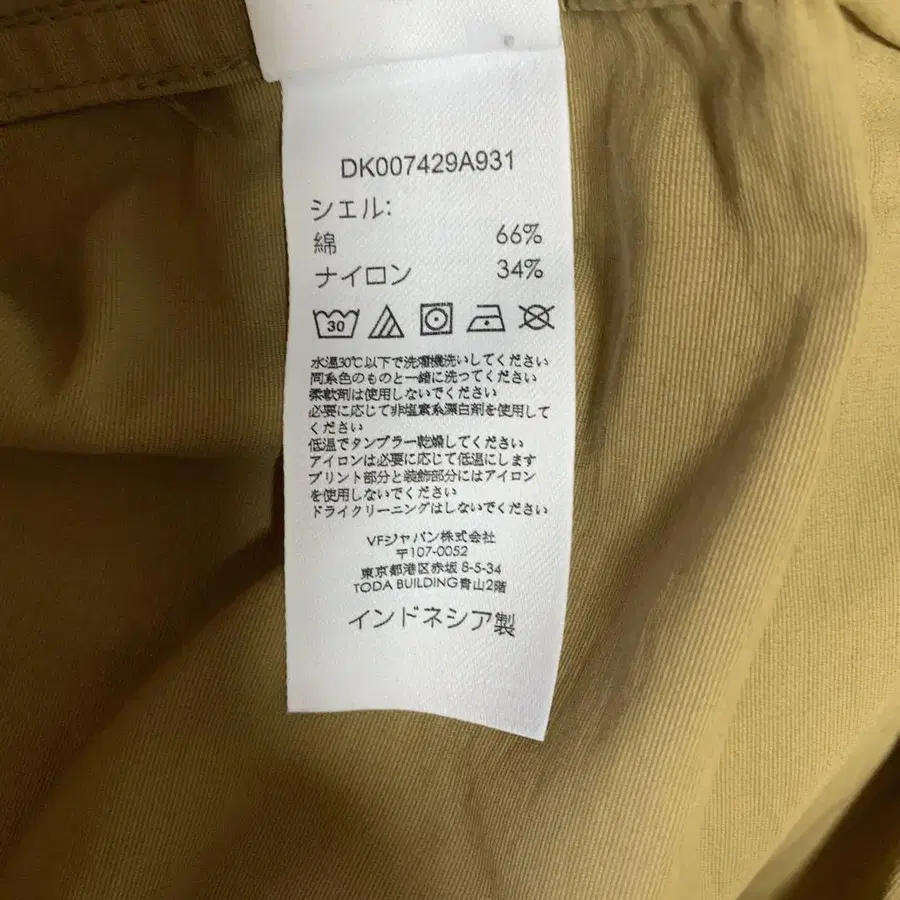 DK007429A931
シエル:
綿 66%
ナイロン 34%
30
水温30℃以下で洗濯機洗いしてください
同系色のものと一緒に洗ってください
柔軟剤は使用しないでください
必要に応じて非塩素系漂白剤を使用して
ください
低温でタンブラー乾燥してください
アイロンは必要に応じて低温にします
プリント部分と装飾部分にはアイロン
を使用しないでください
ドライクリーニングはしないでください
VFジャパン株式会社
〒107-0052
東京都港区赤坂 8-5-34
TODA BUILDING青山2階
インドネシア製